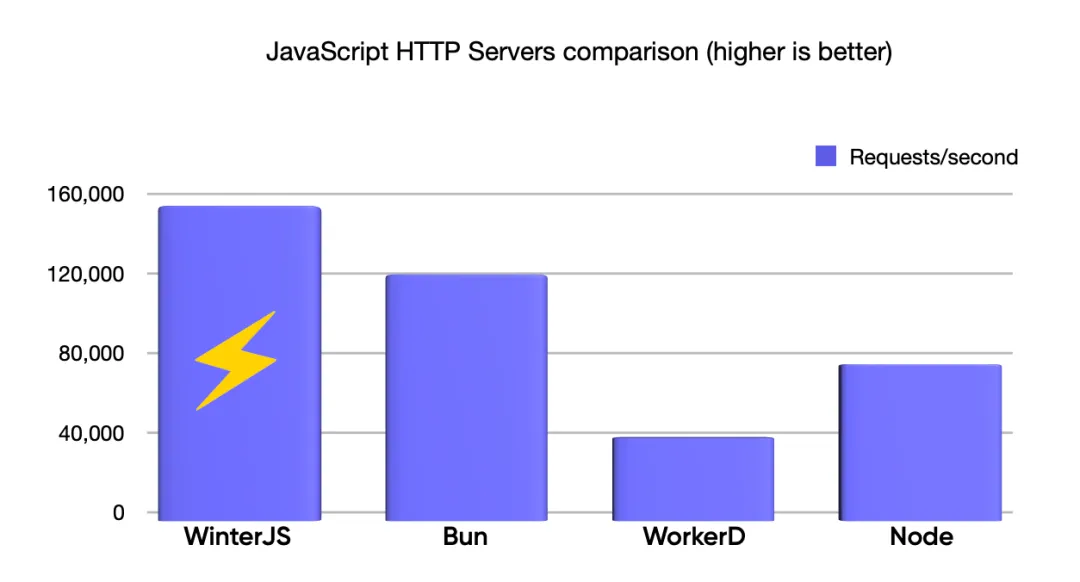 JavaScript HTTP Servers comparison (higher is better)
Requests/second
160,000
120,000
80,000
40,000
0
WinterJS
Bun
WorkerD
Node